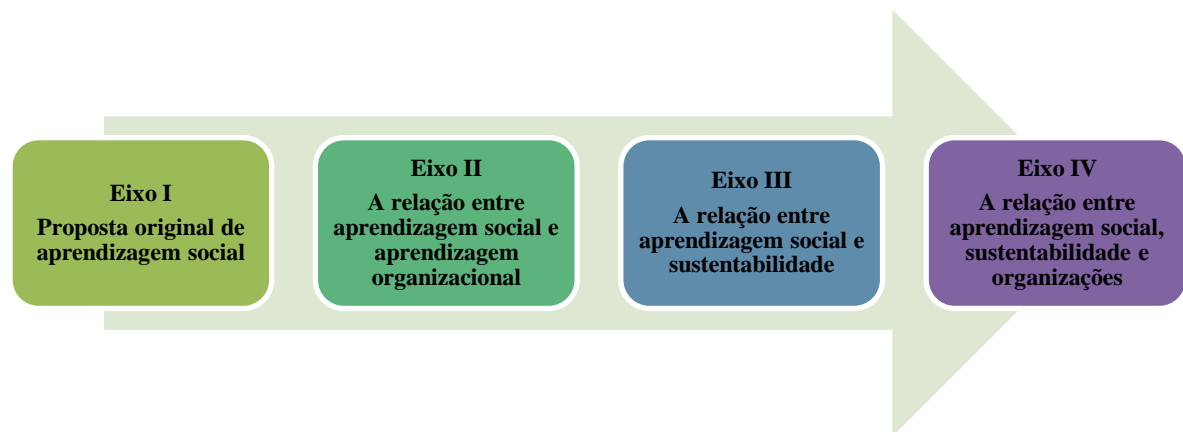 Eixo I
Proposta original de
aprendizagem social
Eixo II
A relação entre
aprendizagem social e
aprendizagem
organizacional
Eixo III
A relação entre
aprendizagem social e
sustentabilidade
Eixo IV
A relação entre
aprendizagem social,
sustentabilidade e
organizações